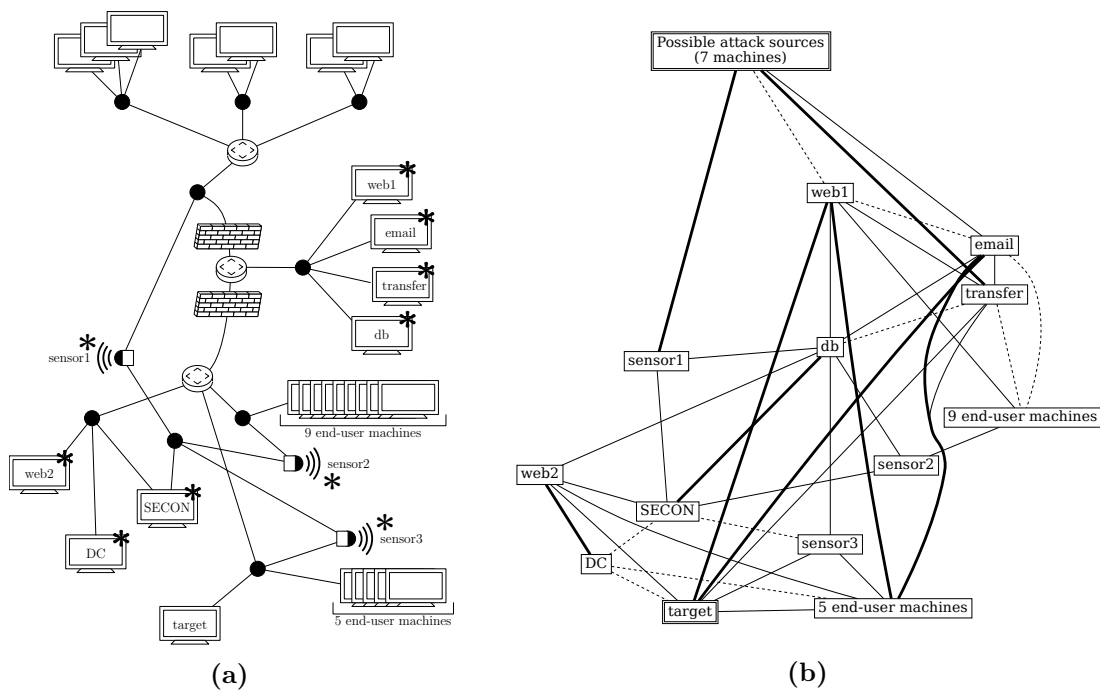 web1
email
transfer
db
sensor1
9 end-user machines
sensor2
web2
SECON
sensor3
DC
target
5 end-user machines
(a)
Possible attack sources
(7 machines)
web1
email
transfer
db
sensor1
9 end-user machines
sensor2
web2
SECON
sensor3
DC
target
5 end-user machines
(b)